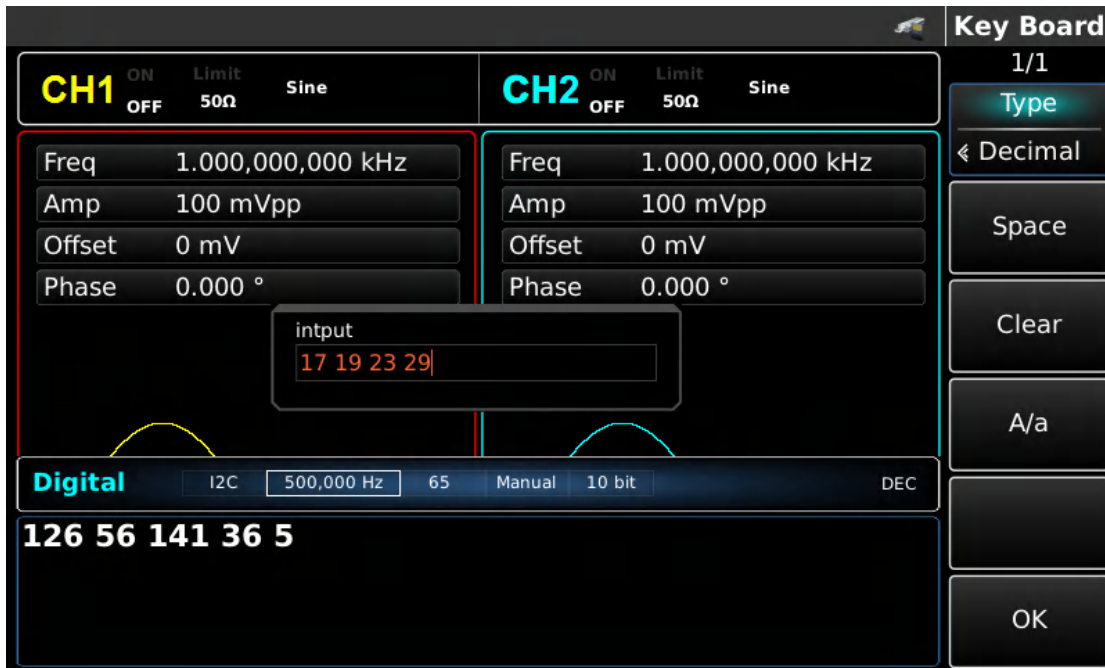 Key Board
1/1
CH1 ON OFF Limit 50Ω Sine
CH2 ON OFF Limit 50Ω Sine
Type
« Decimal
Freq 1.000,000,000 kHz
Amp 100 mVpp
Offset 0 mV
Phase 0.000 °
Freq 1.000,000,000 kHz
Amp 100 mVpp
Offset 0 mV
Phase 0.000 °
Space
intput
17 19 23 29
Clear
A/a
Digital I2C 500,000 Hz 65 Manual 10 bit DEC
126 56 141 36 5
OK